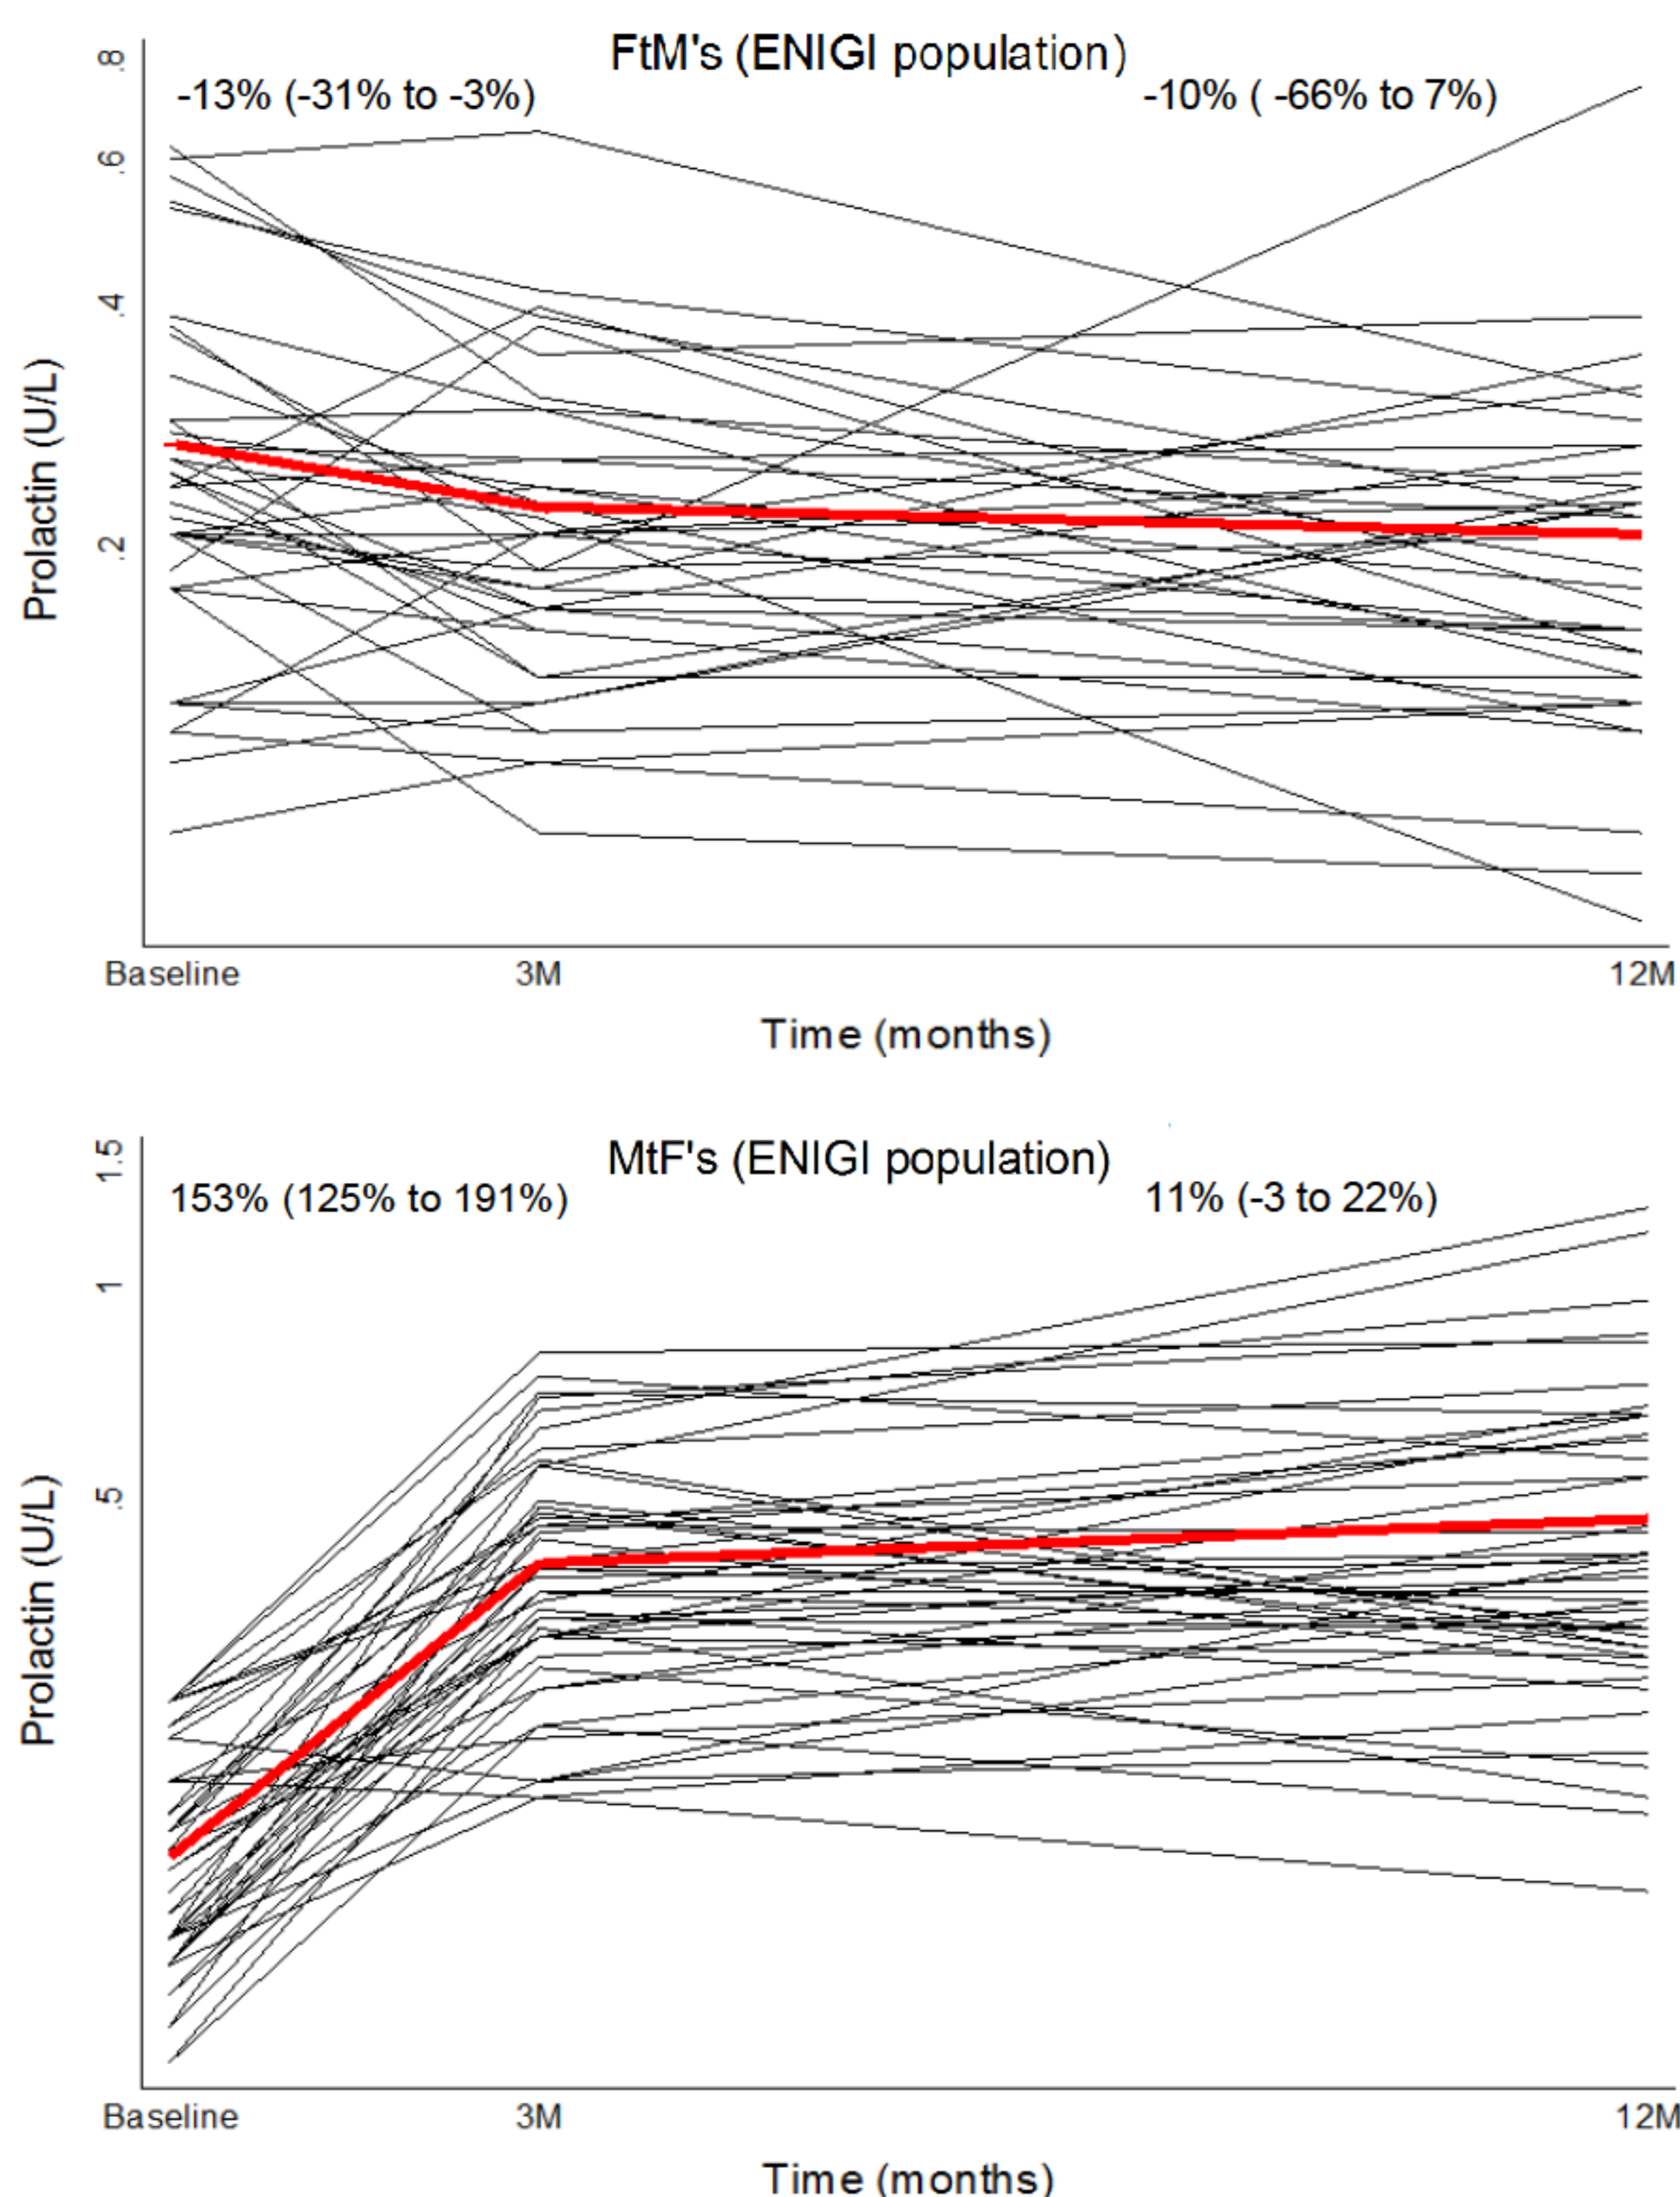 FtM's (ENIGI population)
-13% (-31% to -3%)
-10% ( -66% to 7%)
.8
.6
.4
.2
Prolactin (U/L)
Baseline
3M
12M
Time (months)
MtF's (ENIGI population)
153% (125% to 191%)
11% (-3 to 22%)
1.5
1
.5
Prolactin (U/L)
Baseline
3M
12M
Time (months)